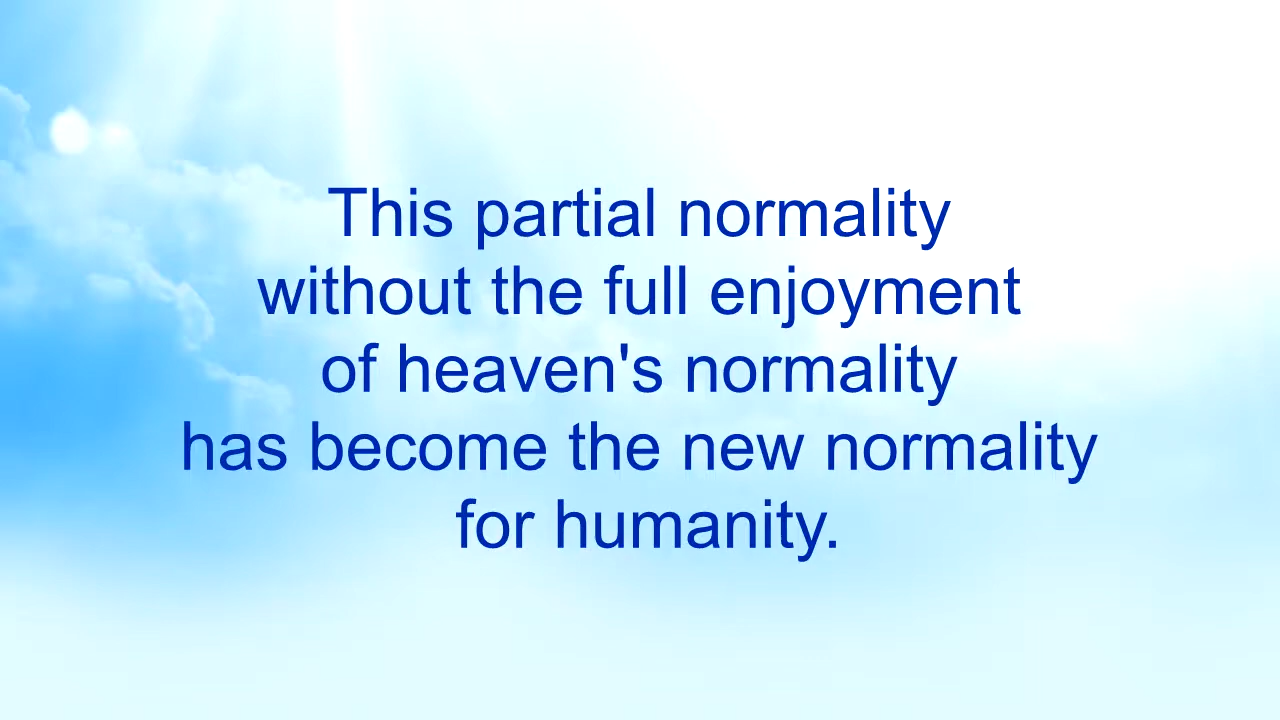 This partial normality
without the full enjoyment
of heaven's normality
has become the new normality
for humanity.